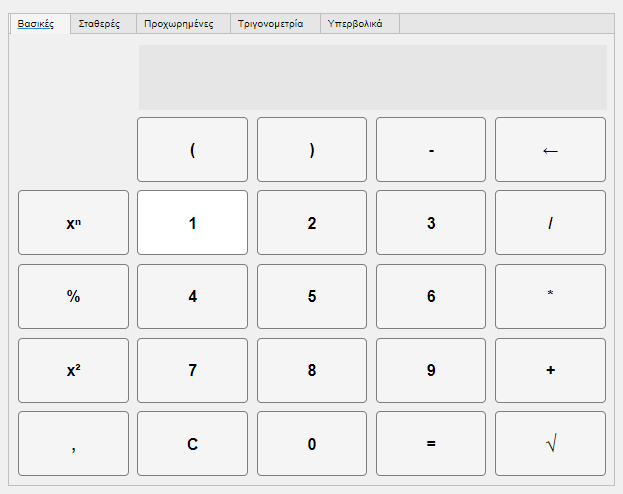 Βασικές Σταθερές Προχωρημένες Τριγονομετρία Υπερβολικά
( ) - ←
xⁿ 1 2 3 /
% 4 5 6 *
x² 7 8 9 +
, C 0 = √